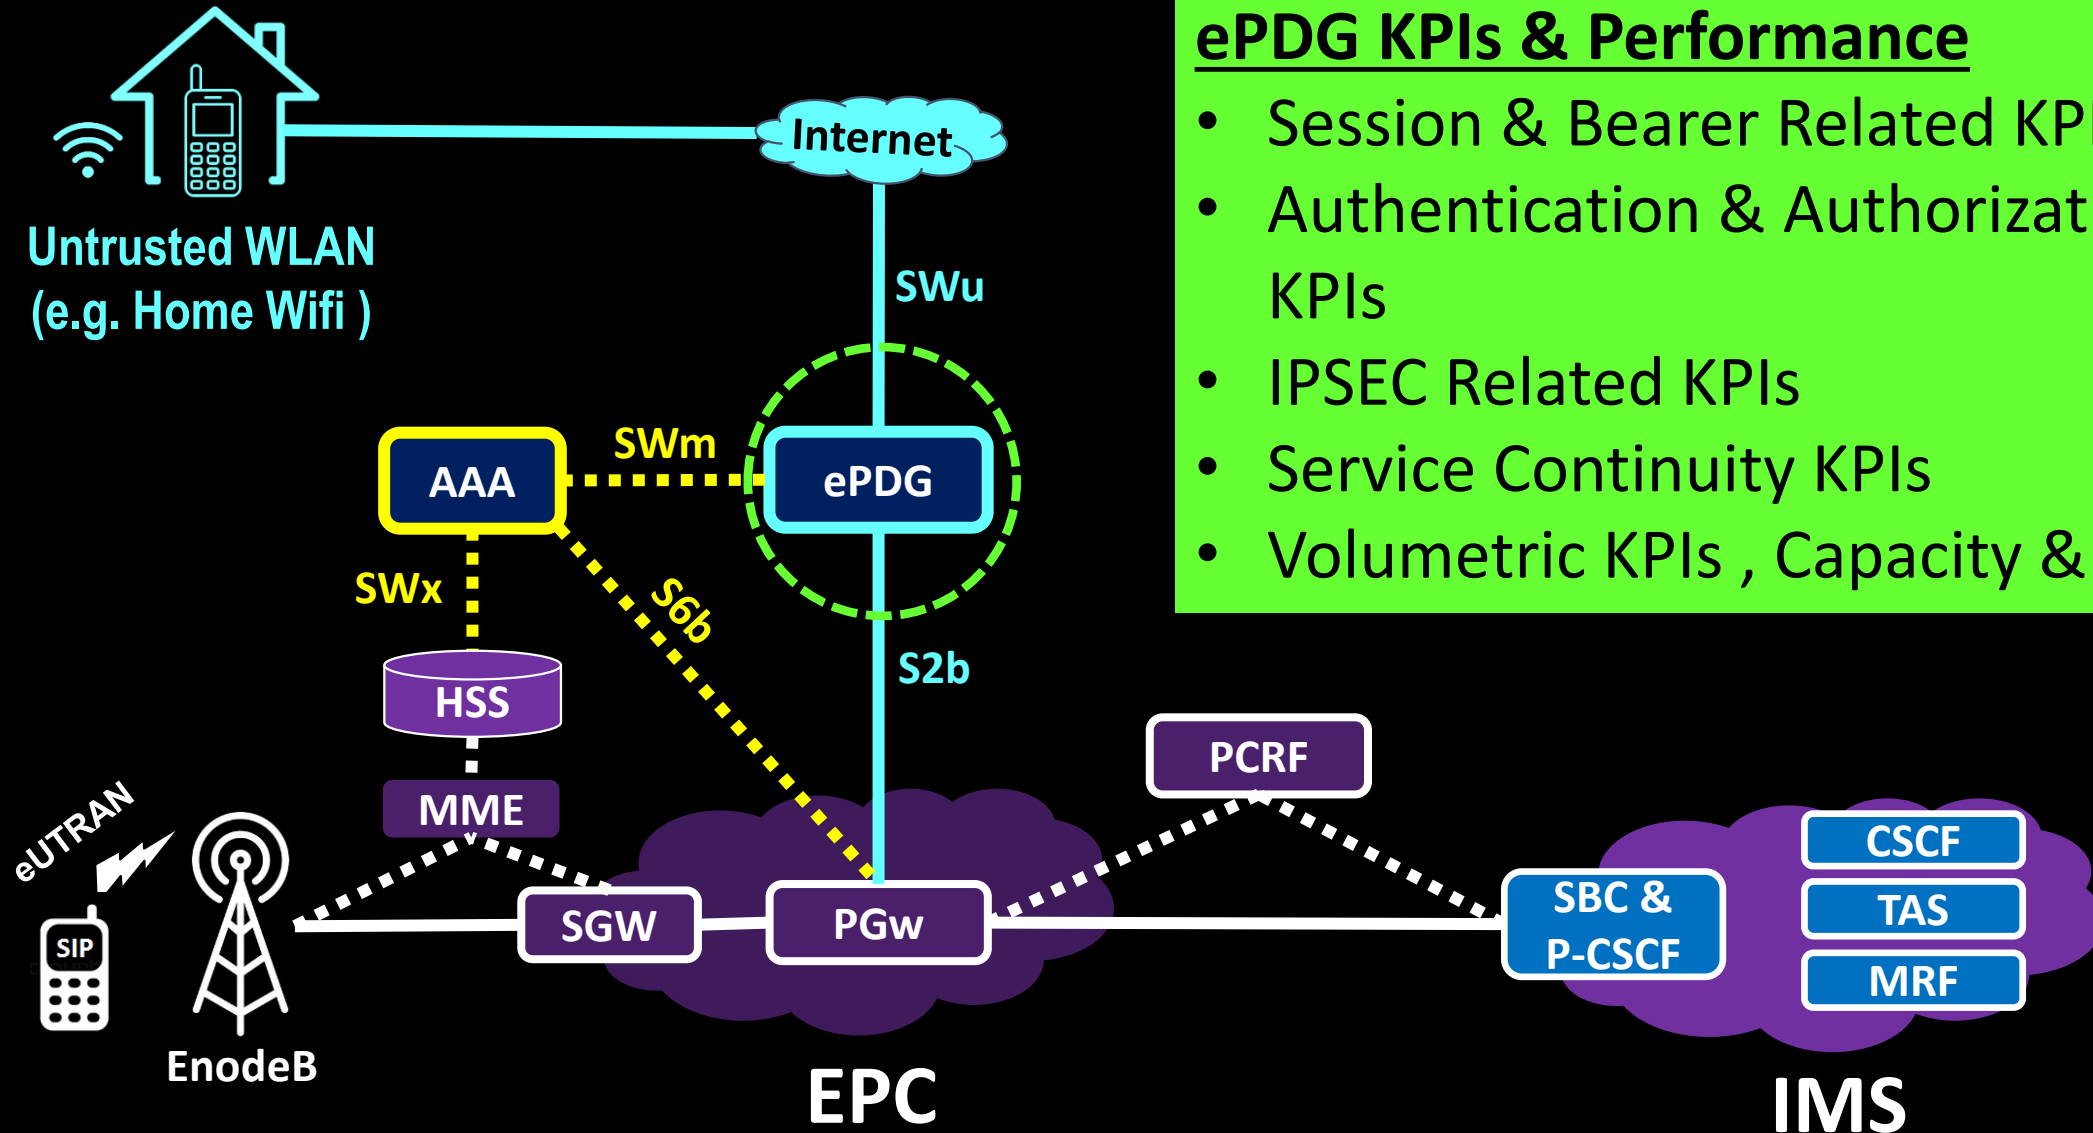 ePDG KPIs & Performance
• Session & Bearer Related KP
• Authentication & Authorizat
KPIs
• IPSEC Related KPIs
• Service Continuity KPIs
• Volumetric KPIs , Capacity &
Internet
Untrusted WLAN
(e.g. Home Wifi )
SWu
SWm
AAA
ePDG
SWx
S6b
S2b
HSS
PCRF
MME
eUTRAN
CSCF
SGW
PGw
SBC &
P-CSCF
TAS
SIP
MRF
EnodeB
EPC
IMS